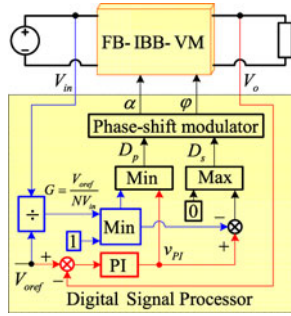 FB- IBB- VM
V_in
V_o
α φ
Phase-shift modulator
D_p D_s
Min Max
G = V_oref / NV_in
÷
Min
0
−
+
1
v_PI
V_oref
+
−
PI
Digital Signal Processor